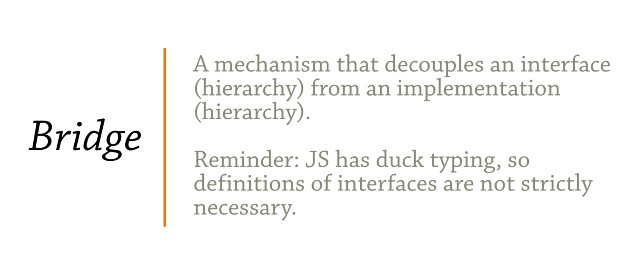 Bridge
A mechanism that decouples an interface
(hierarchy) from an implementation
(hierarchy).
Reminder: JS has duck typing, so
definitions of interfaces are not strictly
necessary.